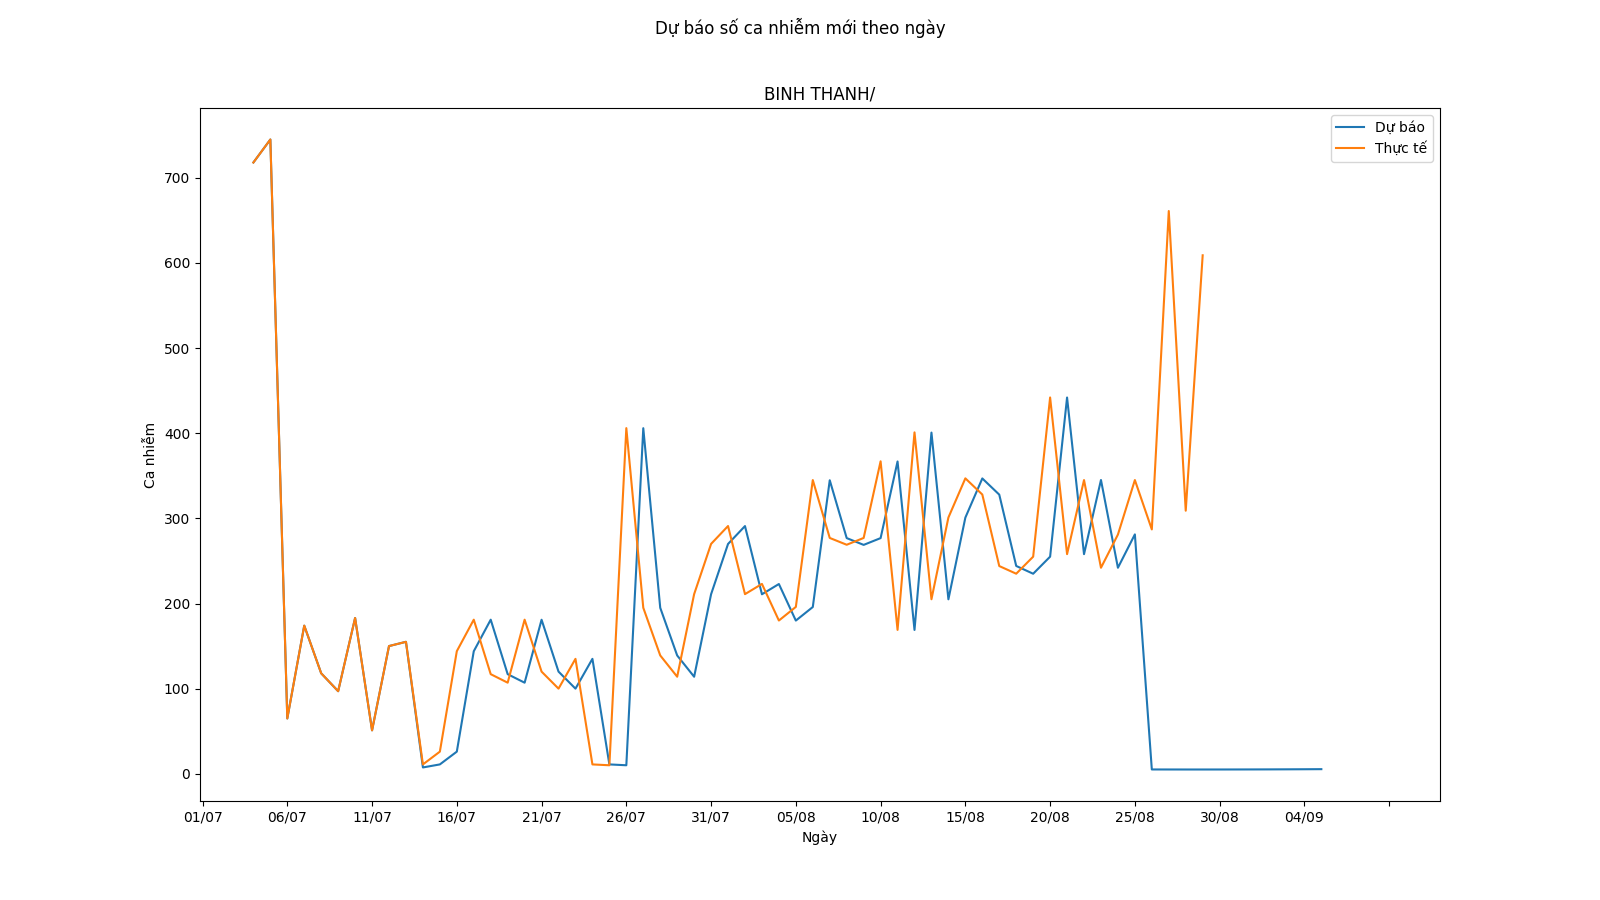 Dự báo số ca nhiễm mới theo ngày
BINH THANH/
Dự báo
Thực tế
Ca nhiễm
700
600
500
400
300
200
100
0
01/07 06/07 11/07 16/07 21/07 26/07 31/07 05/08 10/08 15/08 20/08 25/08 30/08 04/09
Ngày